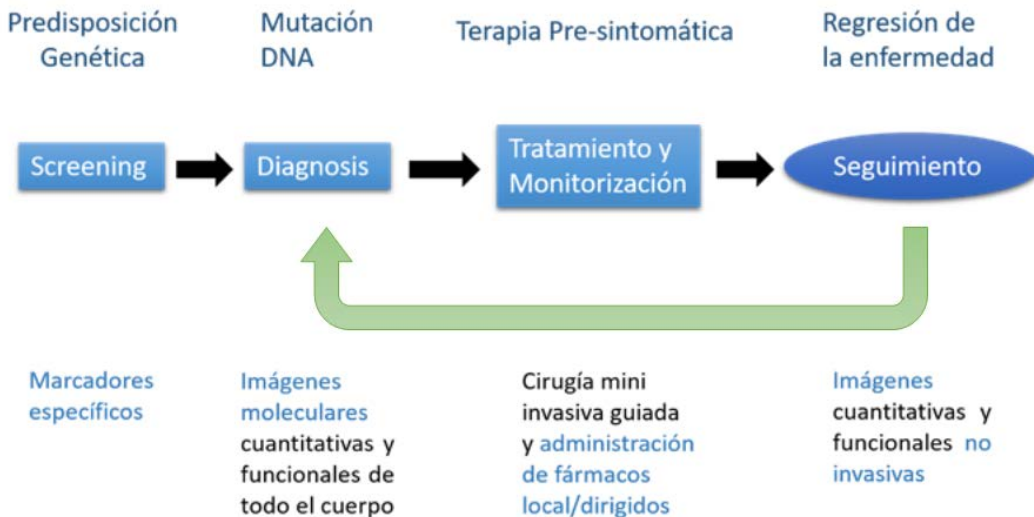 Predisposición
Genética
Mutación
DNA
Terapia Pre-sintomática
Regresión de
la enfermedad
Screening
Diagnosis
Tratamiento y
Monitorización
Seguimiento
Marcadores
específicos
Imágenes
moleculares
cuantitativas y
funcionales de
todo el cuerpo
Cirugía mini
invasiva guiada
y administración
de fármacos
local/dirigidos
Imágenes
cuantitativas y
funcionales no
invasivas